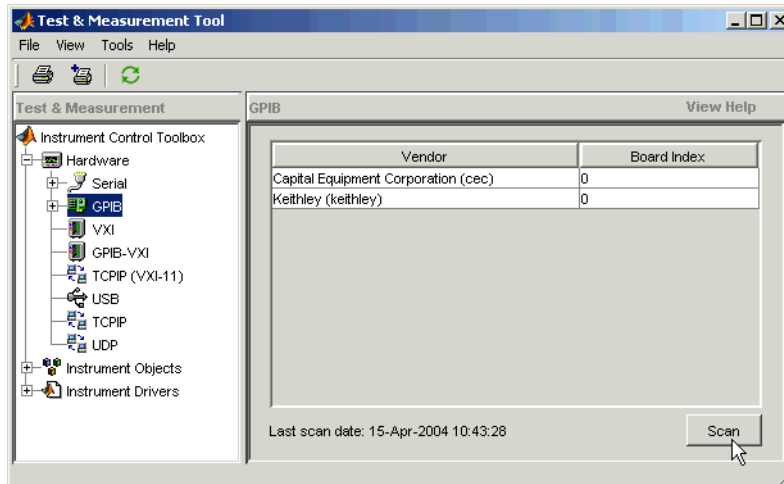 Test & Measurement Tool
File View Tools Help
Test & Measurement
GPIB View Help
Instrument Control Toolbox
Hardware
Serial
GPIB
VXI
GPIB-VXI
TCPIP (VXI-11)
USB
TCPIP
UDP
Instrument Objects
Instrument Drivers
Vendor Board Index
Capital Equipment Corporation (cec) 0
Keithley (keithley) 0
Last scan date: 15-Apr-2004 10:43:28
Scan